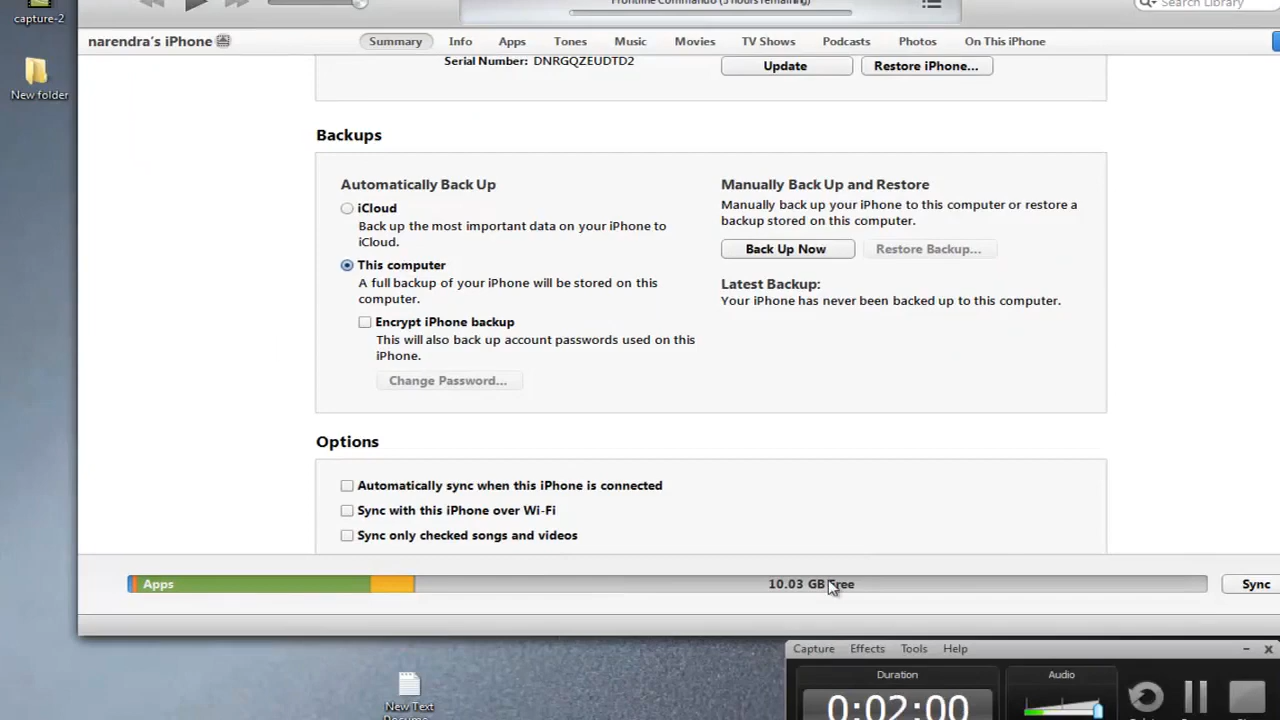 capture-2
Frontline Commando (3 hours remaining)
Search Library
narendra's iPhone
Summary
Info
Apps
Tones
Music
Movies
TV Shows
Podcasts
Photos
On This iPhone
New folder
Serial Number: DNRGQZEUDTD2
Update
Restore iPhone...
Backups
Automatically Back Up
iCloud
Back up the most important data on your iPhone to
iCloud.
This computer
A full backup of your iPhone will be stored on this
computer.
Encrypt iPhone backup
This will also back up account passwords used on this
iPhone.
Change Password...
Manually Back Up and Restore
Manually back up your iPhone to this computer or restore a
backup stored on this computer.
Back Up Now
Restore Backup...
Latest Backup:
Your iPhone has never been backed up to this computer.
Options
Automatically sync when this iPhone is connected
Sync with this iPhone over Wi-Fi
Sync only checked songs and videos
Apps
10.03 GB Free
Sync
New Text
Capture
Effects
Tools
Help
Duration
Audio
0:02:00